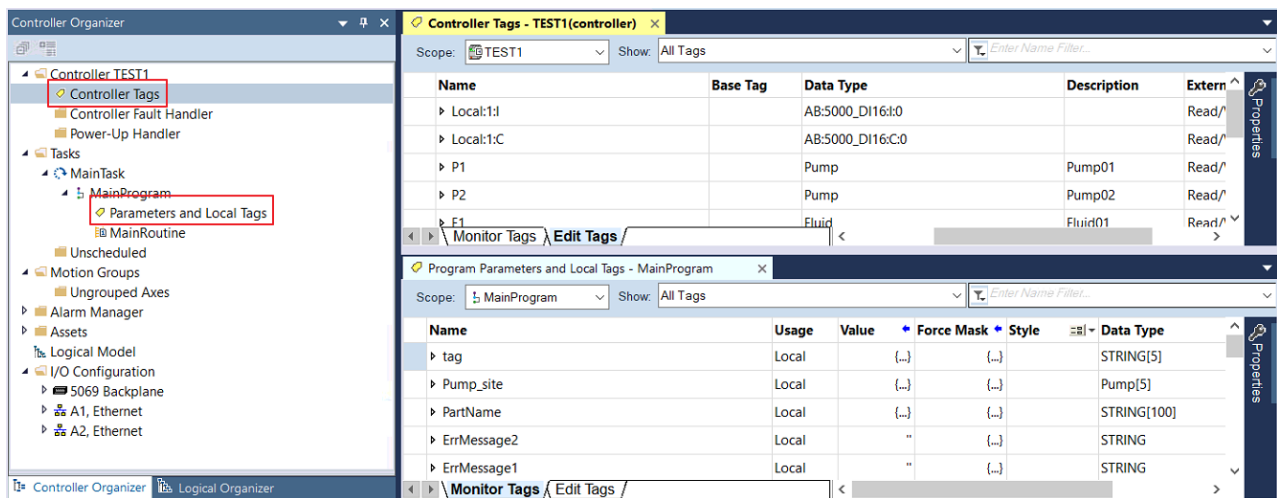 Controller Organizer
Controller TEST1
Controller Tags
Controller Fault Handler
Power-Up Handler
Tasks
MainTask
MainProgram
Parameters and Local Tags
MainRoutine
Unscheduled
Motion Groups
Ungrouped Axes
Alarm Manager
Assets
Logical Model
I/O Configuration
5069 Backplane
A1, Ethernet
A2, Ethernet
Controller Organizer Logical Organizer
Controller Tags - TEST1(controller)
Scope: TEST1 Show: All Tags Enter Name Filter...
Name Base Tag Data Type Description Extern
Local:1:I AB:5000_DI16:I:0 Read/
Local:1:C AB:5000_DI16:C:0 Read/
P1 Pump Pump01 Read/
P2 Pump Pump02 Read/
F1 Fluid Fluid01 Read/
Monitor Tags Edit Tags
Properties
Program Parameters and Local Tags - MainProgram
Scope: MainProgram Show: All Tags Enter Name Filter...
Name Usage Value Force Mask Style Data Type
tag Local {...} {...} STRING[5]
Pump_site Local {...} {...} Pump[5]
PartName Local {...} {...} STRING[100]
ErrMessage2 Local '' {...} STRING
ErrMessage1 Local '' {...} STRING
Monitor Tags Edit Tags
Properties